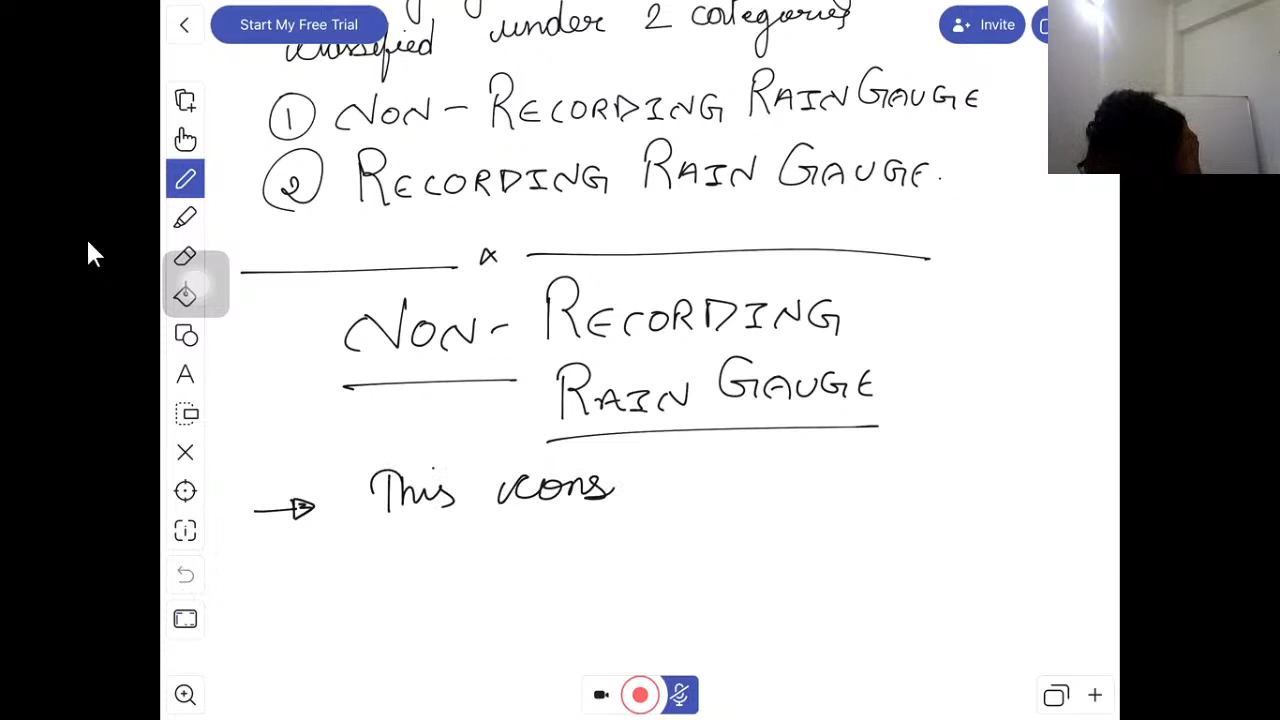 Start My Free Trial
Invite
classified under 2 categories
① NON-RECORDING RAIN GAUGE
② RECORDING RAIN GAUGE.
NON-RECORDING
RAIN GAUGE
→ This cons